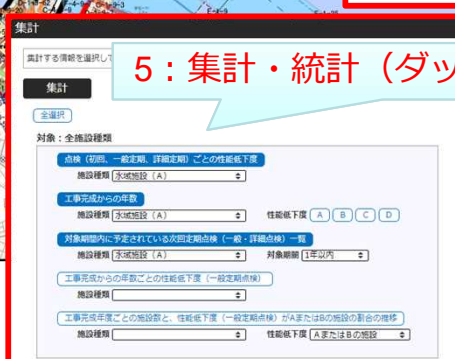 集計
集計する情報を選択して
5：集計・統計（ダッ
集計
全選択
対象：全施設種類
点検（初回、一般定期、詳細定期）ごとの性能低下度
施設種類 水域施設（A）
工事完成からの年数
施設種類 水域施設（A） 性能低下度 A B C D
対象期間内に予定されている次回定期点検（一般・詳細点検）一覧
施設種類 水域施設（A） 対象期間 1年以内
工事完成からの年数ごとの性能低下度（一般定期点検）
施設種類
工事完成年度ごとの施設数と、性能低下度（一般定期点検）がAまたはBの施設の割合の推移
施設種類 性能低下度 AまたはBの施設